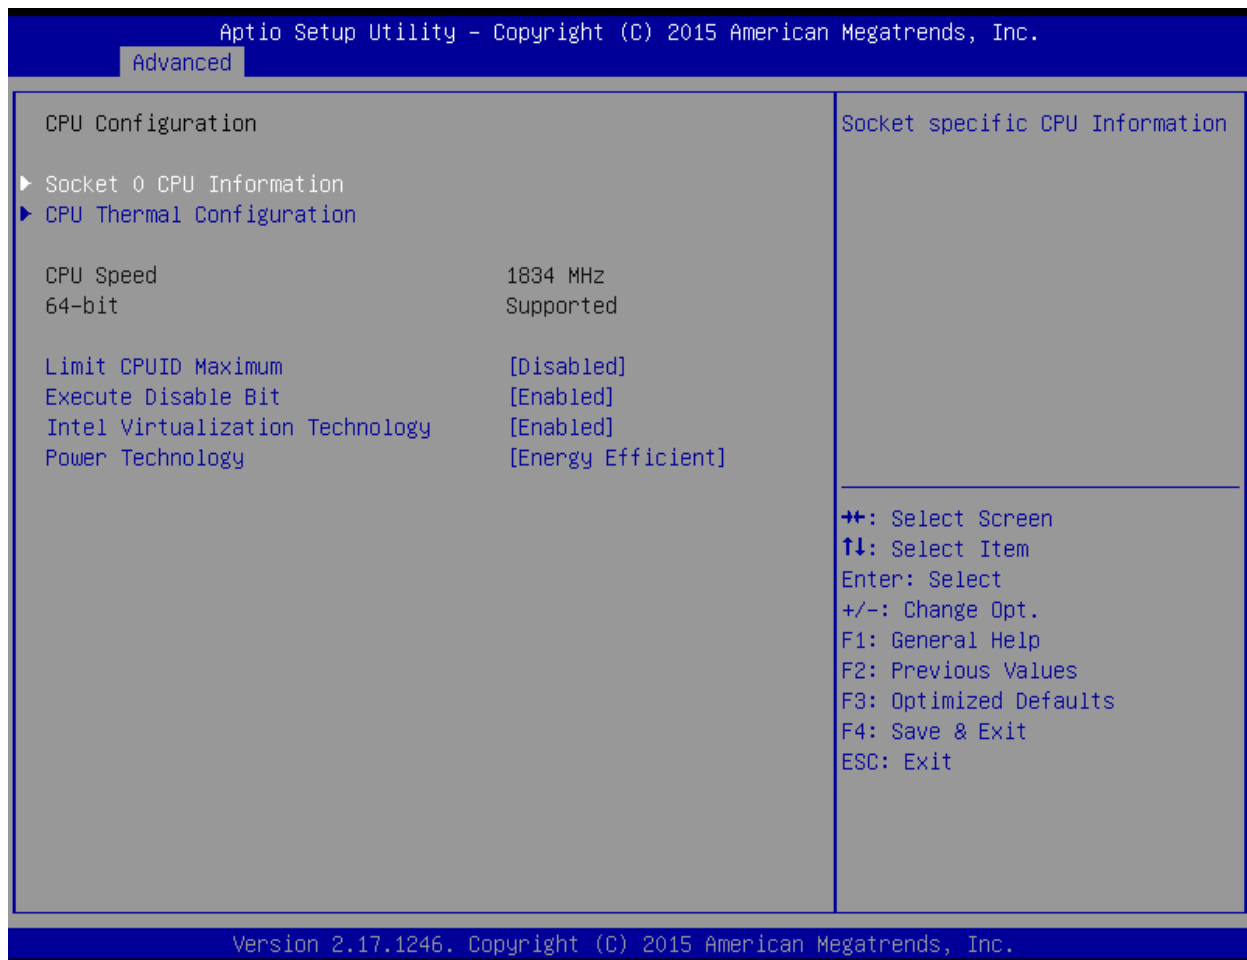 Aptio Setup Utility – Copyright (C) 2015 American Megatrends, Inc.
Advanced
CPU Configuration
Socket 0 CPU Information
CPU Thermal Configuration
CPU Speed 1834 MHz
64-bit Supported
Limit CPUID Maximum [Disabled]
Execute Disable Bit [Enabled]
Intel Virtualization Technology [Enabled]
Power Technology [Energy Efficient]
Socket specific CPU Information
→←: Select Screen
↑↓: Select Item
Enter: Select
+/-: Change Opt.
F1: General Help
F2: Previous Values
F3: Optimized Defaults
F4: Save & Exit
ESC: Exit
Version 2.17.1246. Copyright (C) 2015 American Megatrends, Inc.